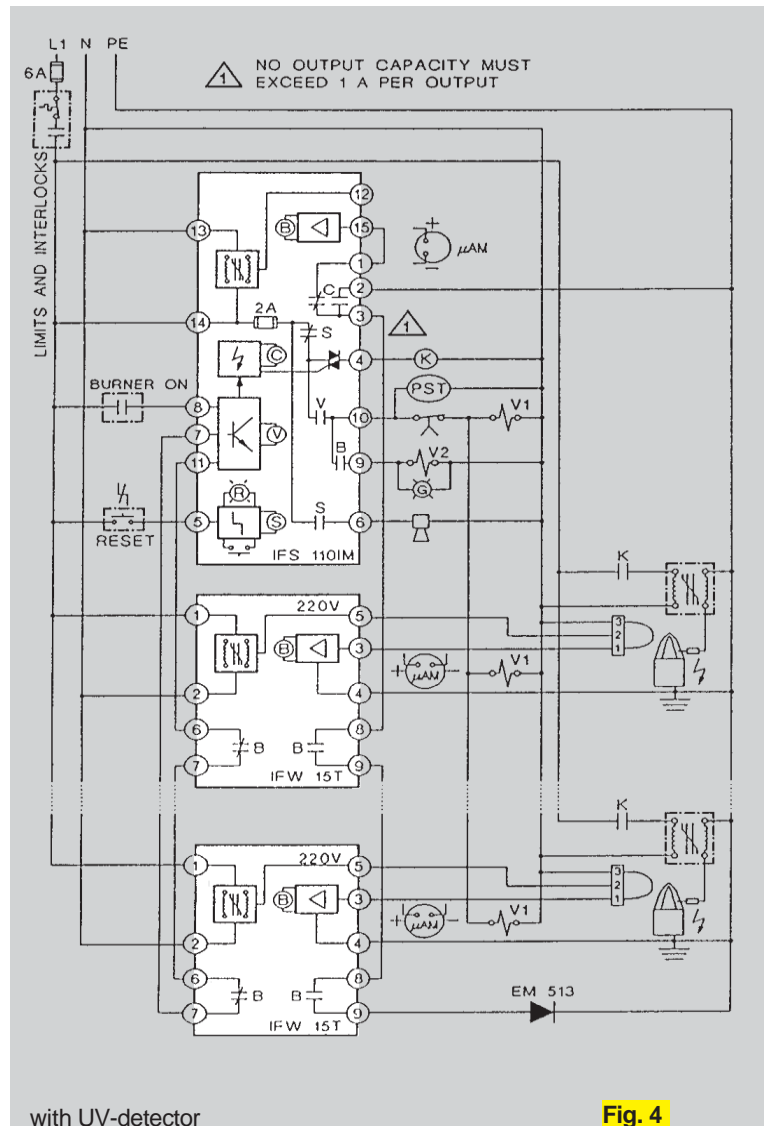 L1 N PE
6A
1 NO OUTPUT CAPACITY MUST
EXCEED 1 A PER OUTPUT
LIMITS AND INTERLOCKS
12
13 B 15
+
µAM
-
1
C 2
2A
14 S 3 1
C 4 K
PST
BURNER ON
8 V 10 V1
7 V
11 B 9 V2
G
R
S S
5 6
RESET
IFS 110IM
K
220V
1 5 3
2
B 3 1
+ µAM -
V1
2 4
6 B B 8
7 9
IFW 15T
K
220V
1 5 3
2
B 3 1
+ µAM -
V1
2 4
6 B B 8
7 9
IFW 15T
EM 513
with UV-detector
Fig. 4